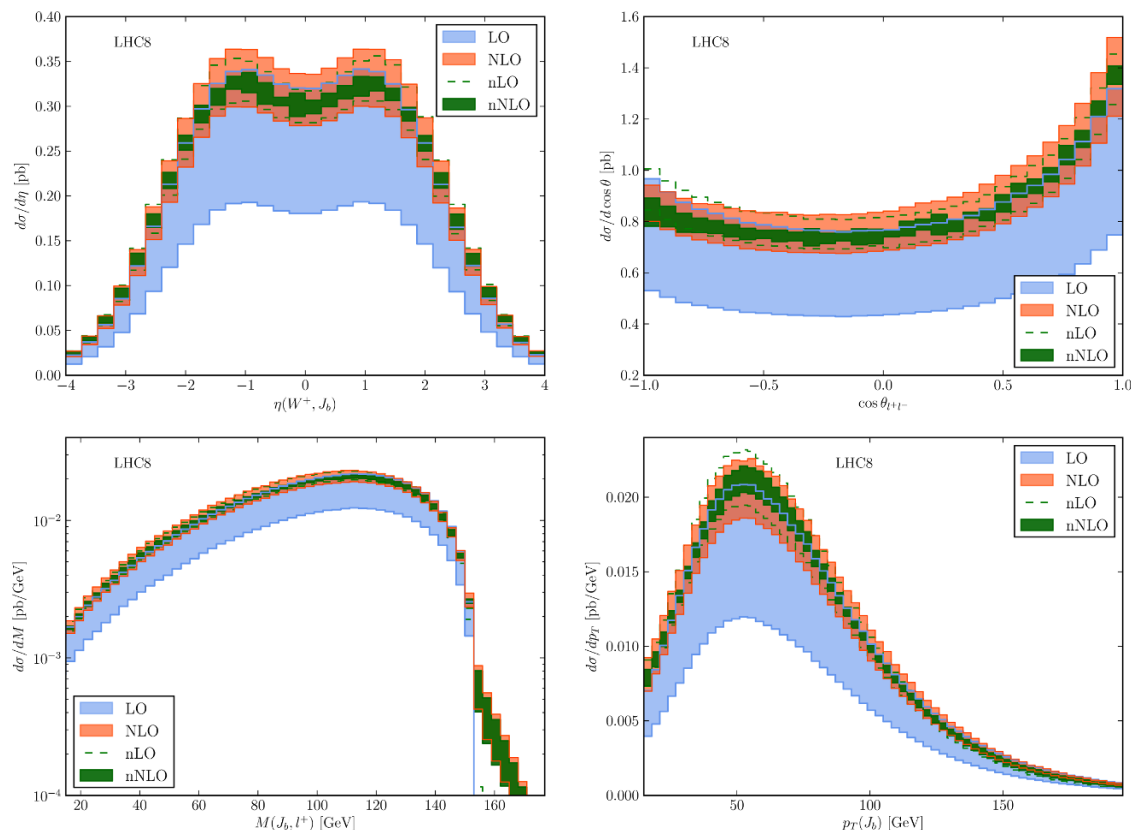 LHC8
LO
NLO
nLO
nNLO
dσ/dη [pb]
0.40
0.35
0.30
0.25
0.20
0.15
0.10
0.05
0.00
−4 −3 −2 −1 0 1 2 3 4
η(W⁺, J_b)
LHC8
LO
NLO
nLO
nNLO
dσ/d cos θ [pb]
1.6
1.4
1.2
1.0
0.8
0.6
0.4
0.2
−1.0 −0.5 0.0 0.5 1.0
cos θ_{l⁺l⁻}
LHC8
LO
NLO
nLO
nNLO
dσ/dM [pb/GeV]
10⁻²
10⁻³
10⁻⁴
20 40 60 80 100 120 140 160
M(J_b, l⁺) [GeV]
LHC8
LO
NLO
nLO
nNLO
dσ/dp_T [pb/GeV]
0.020
0.015
0.010
0.005
0.000
50 100 150
p_T(J_b) [GeV]